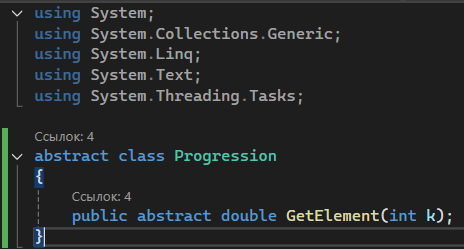 using System;
using System.Collections.Generic;
using System.Linq;
using System.Text;
using System.Threading.Tasks;
Ссылок: 4
abstract class Progression
{
Ссылок: 4
public abstract double GetElement(int k);
}